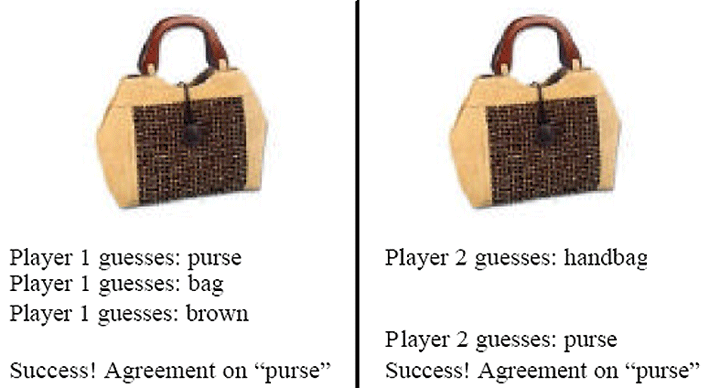 Player 1 guesses: purse
Player 1 guesses: bag
Player 1 guesses: brown
Success! Agreement on “purse”
Player 2 guesses: handbag
Player 2 guesses: purse
Success! Agreement on “purse”